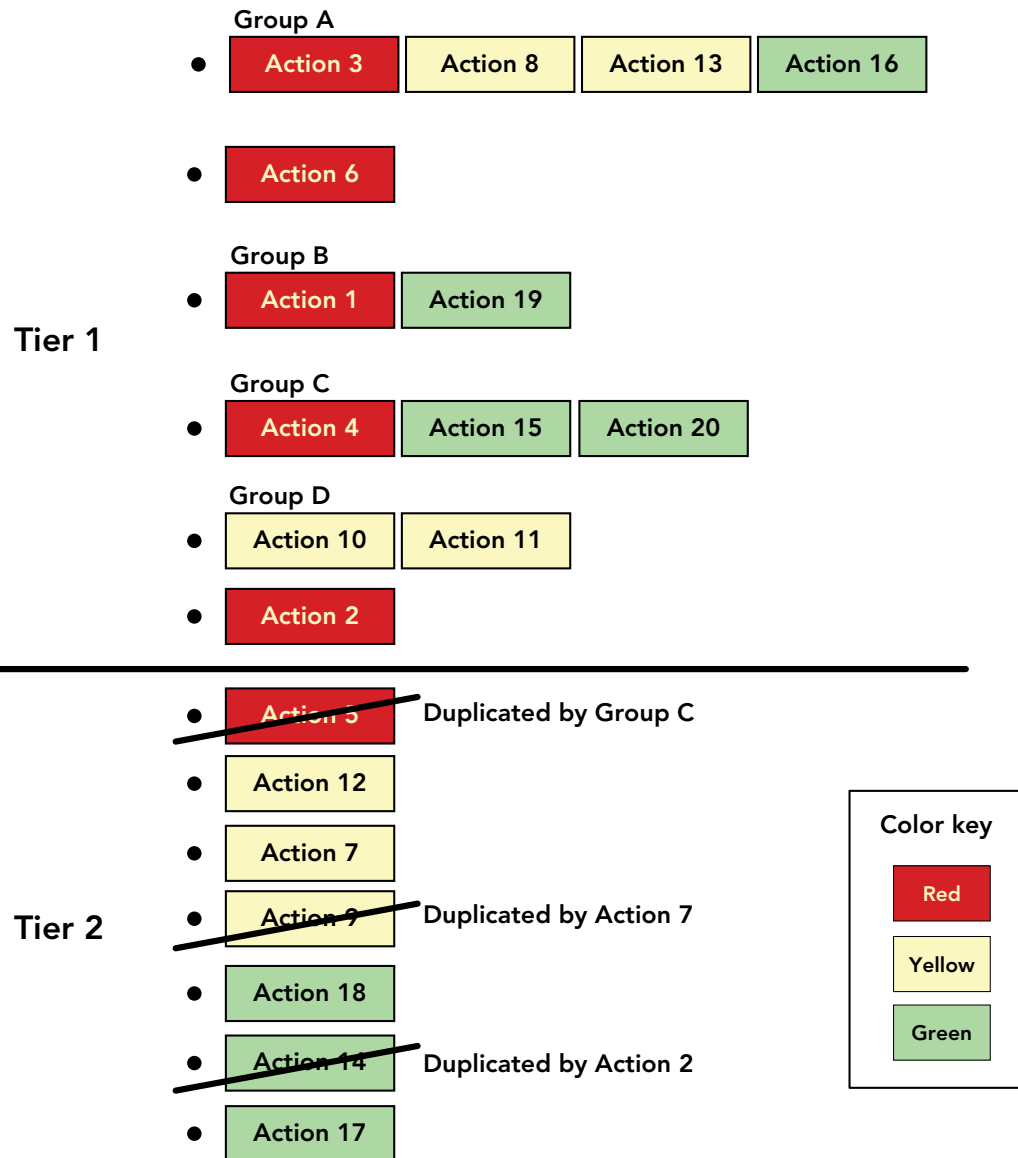 Group A
Action 3 Action 8 Action 13 Action 16
Action 6
Group B
Action 1 Action 19
Tier 1
Group C
Action 4 Action 15 Action 20
Group D
Action 10 Action 11
Action 2
Action 5 Duplicated by Group C
Action 12
Action 7
Action 9 Duplicated by Action 7
Tier 2
Action 18
Action 14 Duplicated by Action 2
Action 17
Color key
Red
Yellow
Green